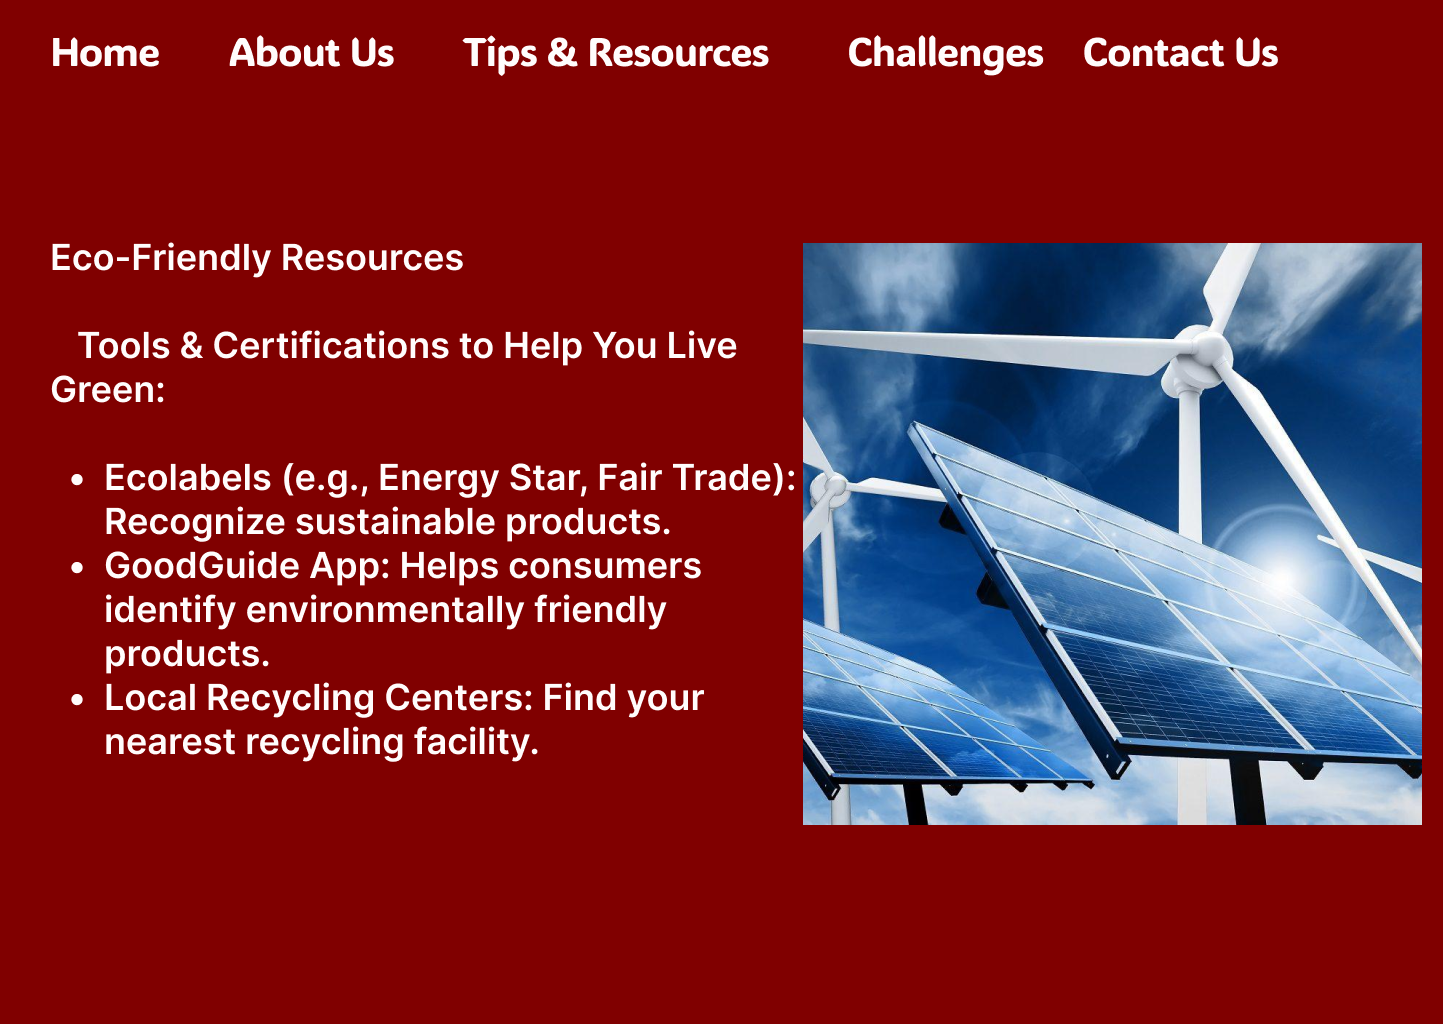 Home About Us Tips & Resources Challenges Contact Us
Eco-Friendly Resources
Tools & Certifications to Help You Live
Green:
• Ecolabels (e.g., Energy Star, Fair Trade):
Recognize sustainable products.
• GoodGuide App: Helps consumers
identify environmentally friendly
products.
• Local Recycling Centers: Find your
nearest recycling facility.